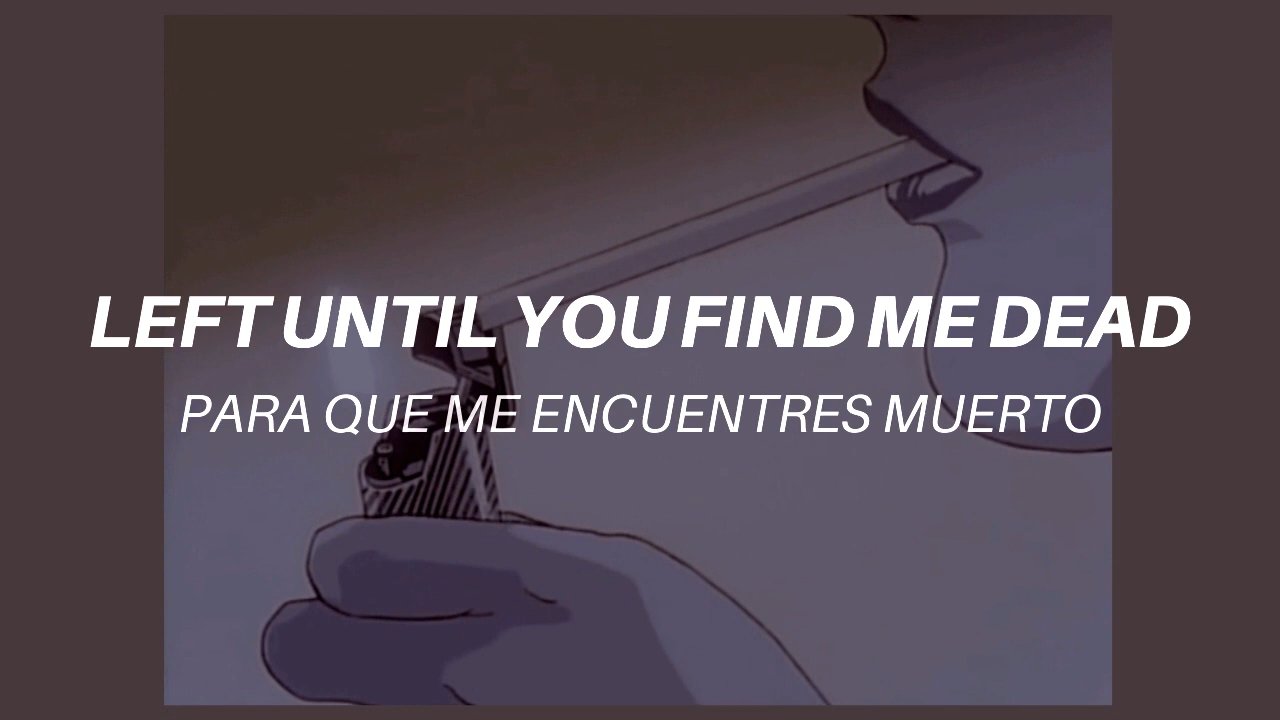 LEFT UNTIL YOU FIND ME DEAD
PARA QUE ME ENCUENTRES MUERTO